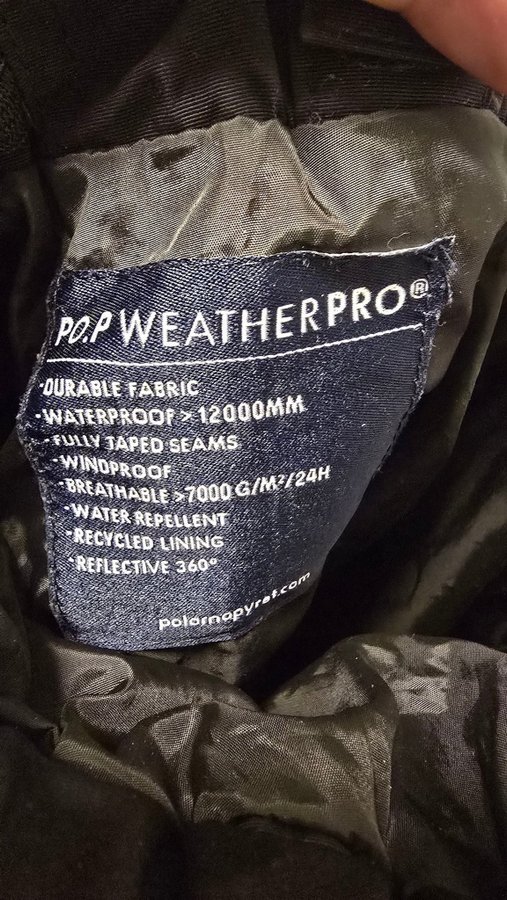 PO.P WEATHERPRO®
·DURABLE FABRIC
·WATERPROOF > 12000MM
·FULLY TAPED SEAMS
·WINDPROOF
·BREATHABLE >7000 G/M²/24H
·WATER REPELLENT
·RECYCLED LINING
·REFLECTIVE 360°
polarnopyret.com